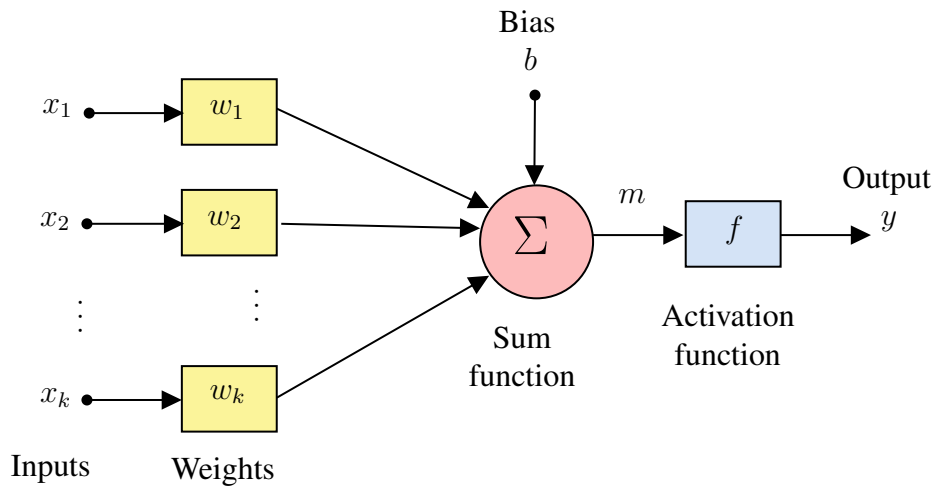 Bias
b
x₁
w₁
Output
y
x₂
w₂
Σ
m
f
⋮
⋮
Sum
function
Activation
function
xₖ
wₖ
Inputs
Weights